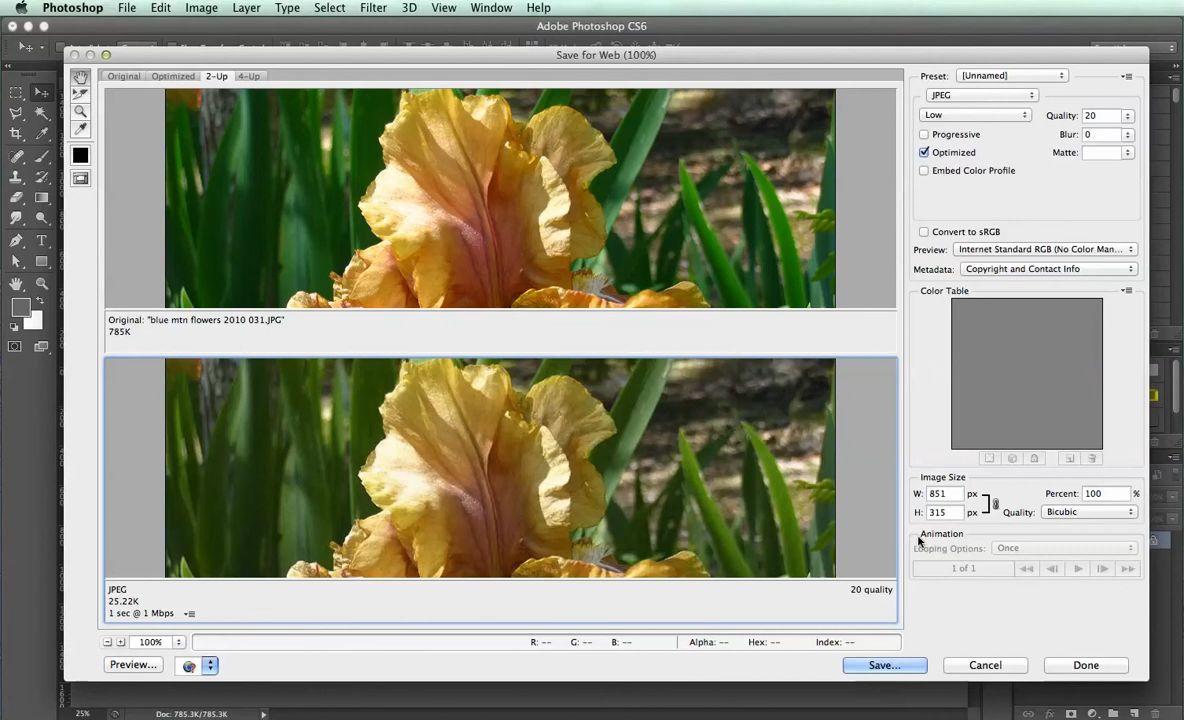 Photoshop File Edit Image Layer Type Select Filter 3D View Window Help
Adobe Photoshop CS6
Save for Web (100%)
Original Optimized 2-Up 4-Up
Preset: [Unnamed]
JPEG
Low Quality: 20
Progressive Blur: 0
Optimized Matte:
Embed Color Profile
Convert to sRGB
Preview: Internet Standard RGB (No Color Man...
Metadata: Copyright and Contact Info
Color Table
Original: "blue mtn flowers 2010 031.JPG"
785K
Image Size
W: 851 px Percent: 100 %
H: 315 px Quality: Bicubic
Animation
Looping Options: Once
1 of 1
JPEG 20 quality
25.22K
1 sec @ 1 Mbps
100% R: -- G: -- B: -- Alpha: -- Hex: -- Index: --
Preview... Save... Cancel Done
25% Doc: 785.3K/785.3K